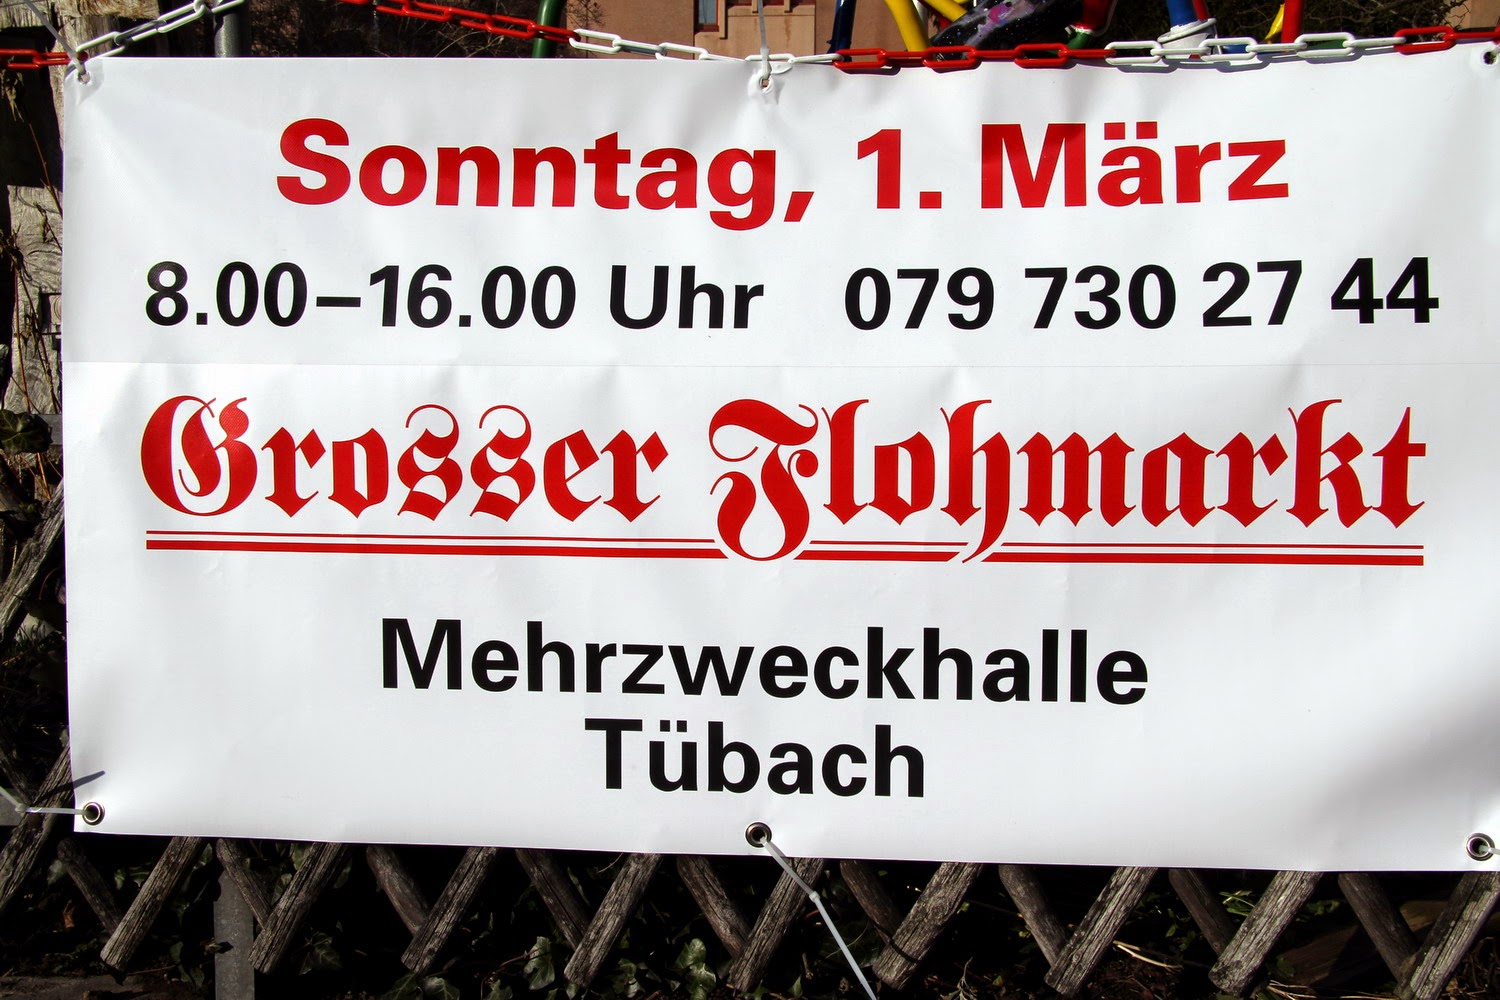 Sonntag, 1. März
8.00–16.00 Uhr 079 730 27 44
Grosser Flohmarkt
Mehrzweckhalle
Tübach